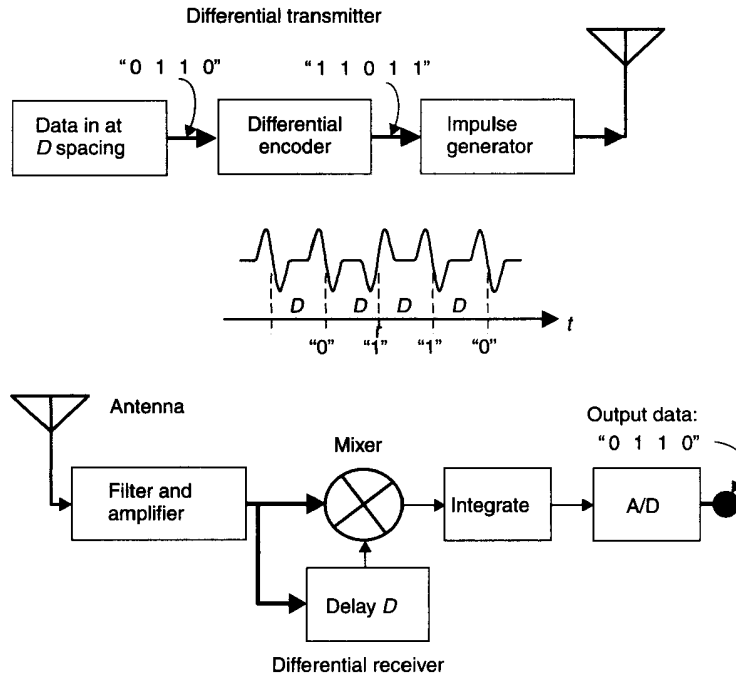 Differential transmitter
“0 1 1 0”
“1 1 0 1 1”
Data in at
D spacing
Differential
encoder
Impulse
generator
D D D D
t
“0” “1” “1” “0”
Antenna
Output data:
“0 1 1 0”
Mixer
Filter and
amplifier
Integrate
A/D
Delay D
Differential receiver